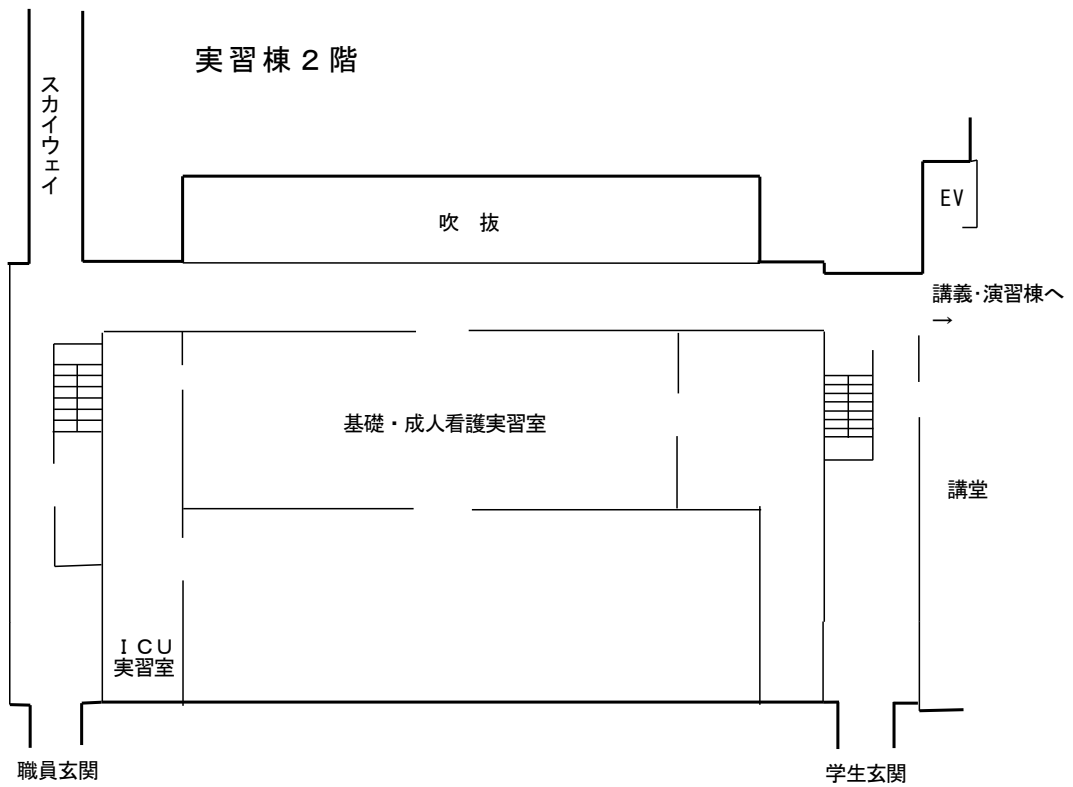 実習棟２階
スカイウェイ
EV
吹　抜
講義・演習棟へ
→
基礎・成人看護実習室
講堂
ＩＣＵ
実習室
職員玄関
学生玄関